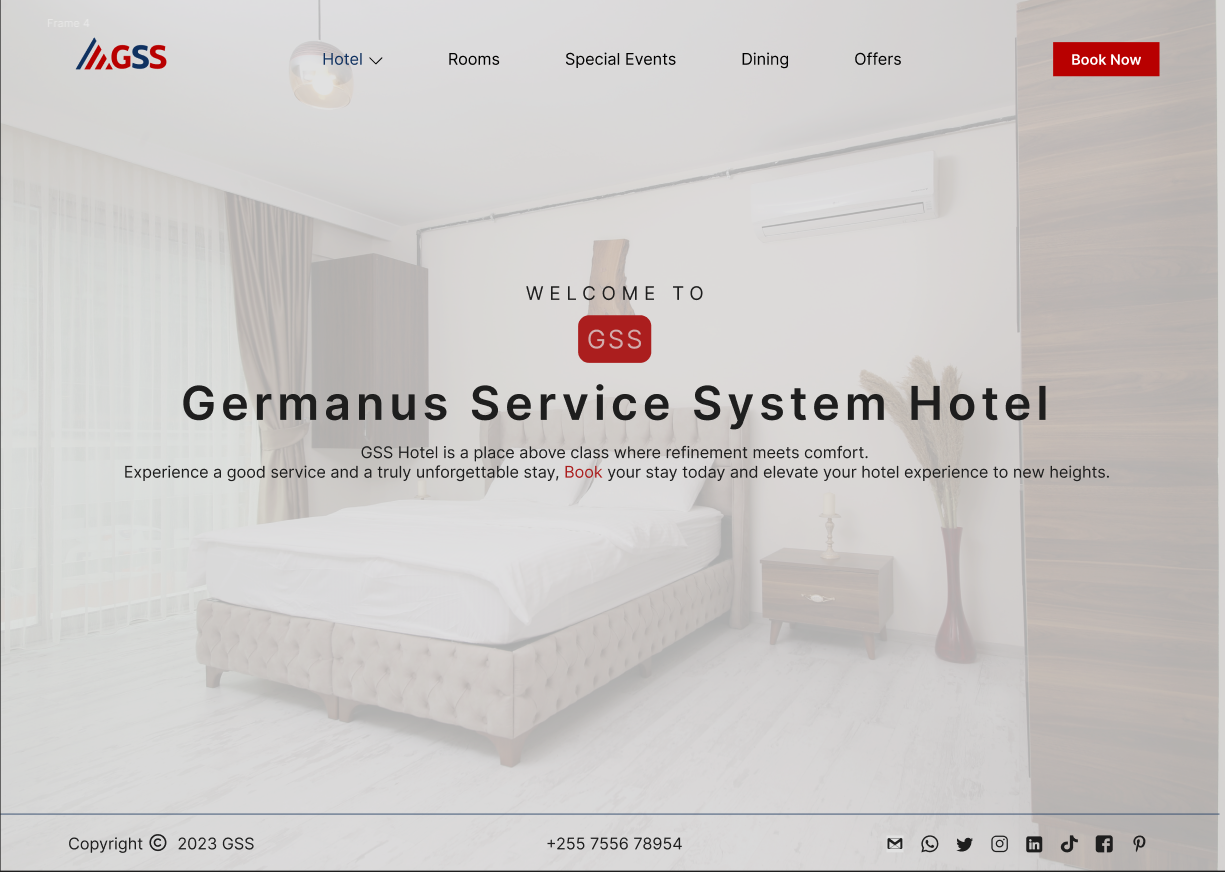 Frame 4
GSS
Hotel
Rooms
Special Events
Dining
Offers
Book Now
WELCOME TO
GSS
Germanus Service System Hotel
GSS Hotel is a place above class where refinement meets comfort.
Experience a good service and a truly unforgettable stay, Book your stay today and elevate your hotel experience to new heights.
Copyright © 2023 GSS
+255 7556 78954